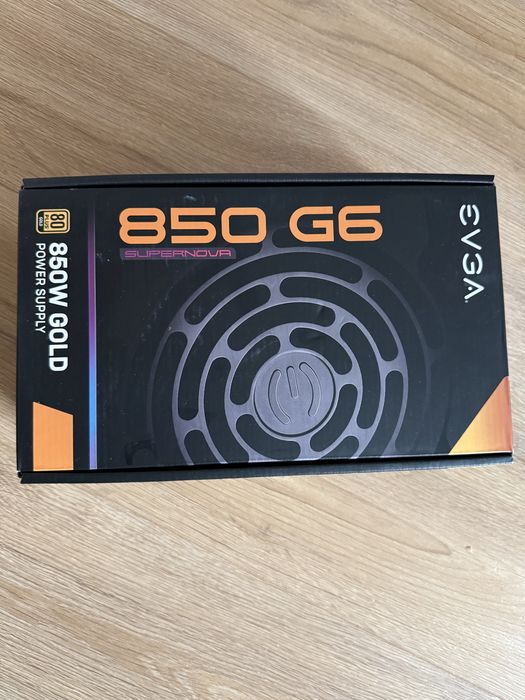 850 G6
SUPERNOVA
EVGA
80
PLUS
GOLD
850W GOLD
POWER SUPPLY